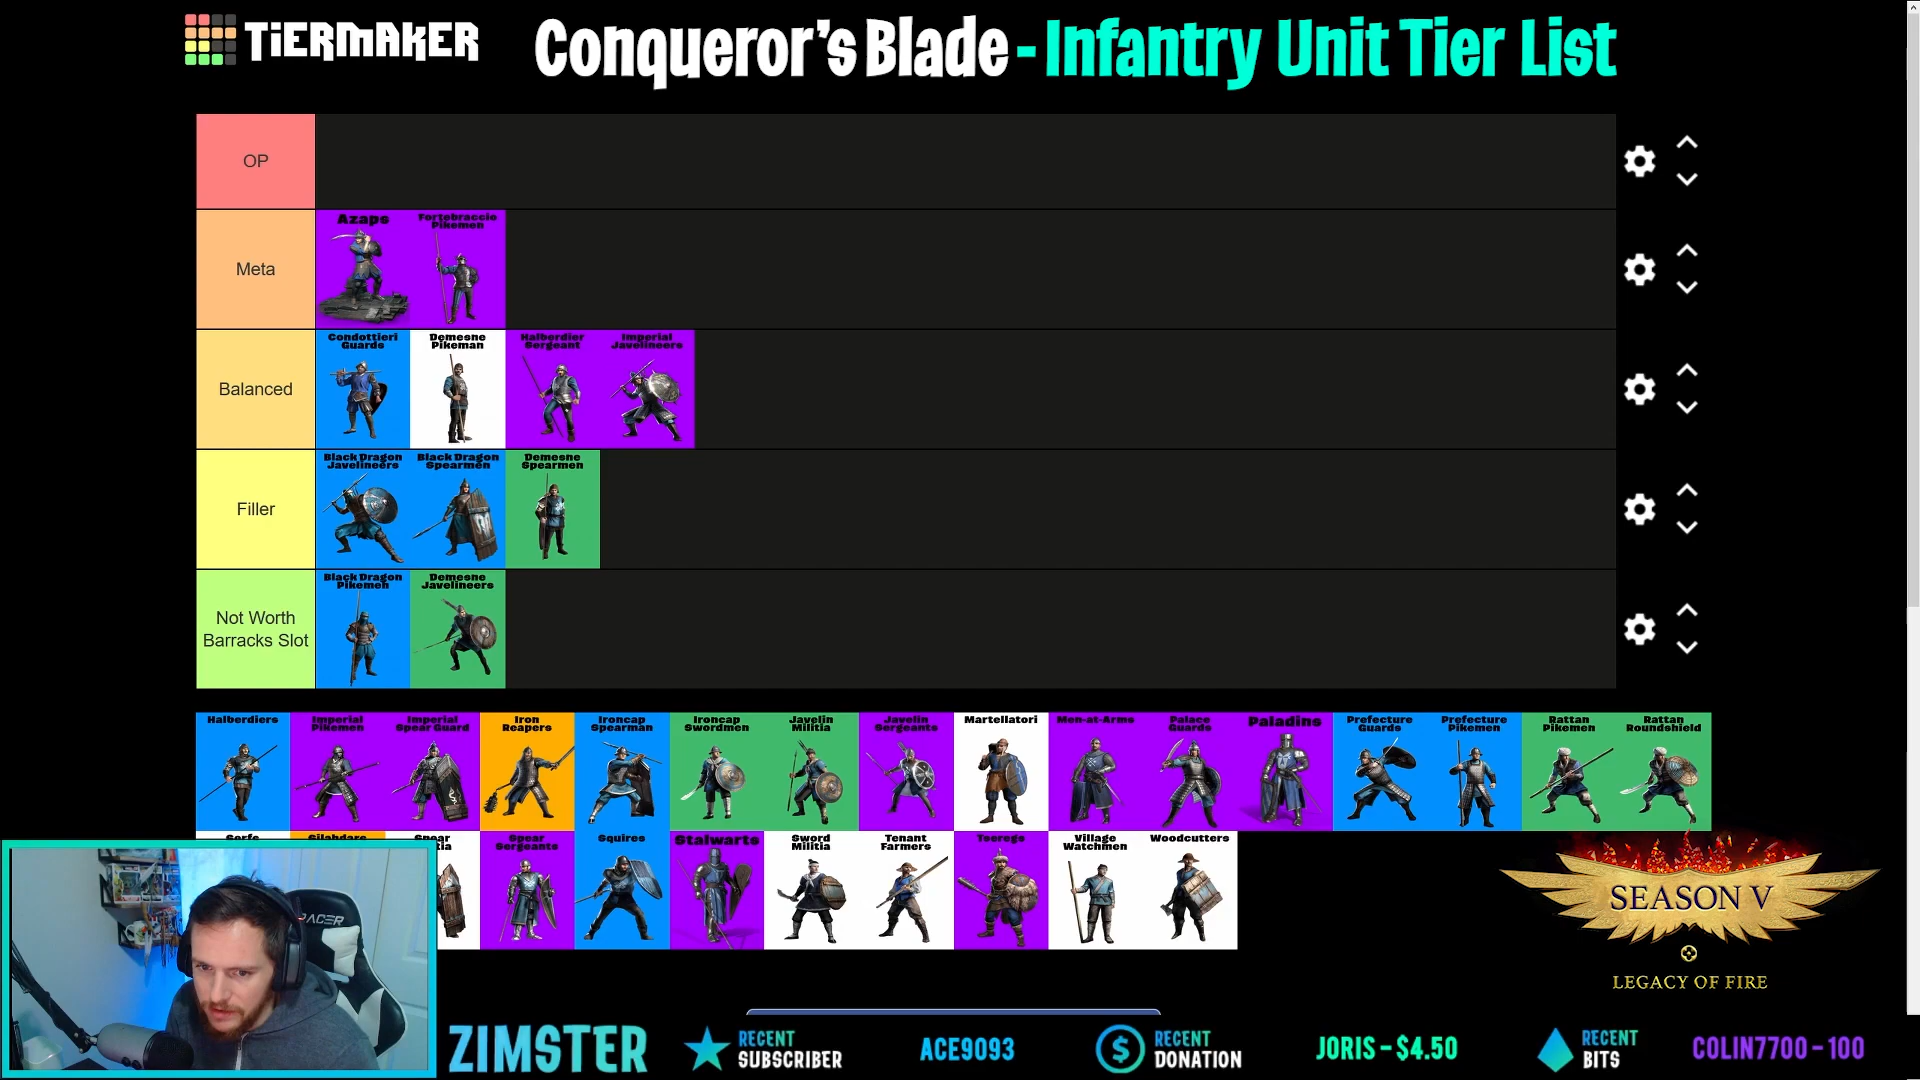 TiERMAKER
Conqueror's Blade - Infantry Unit Tier List
OP
Meta
Azaps
Fortebraccio
Pikemen
Balanced
Condottieri
Guards
Demesne
Pikeman
Halberdier
Sergeant
Imperial
Javelineers
Filler
Black Dragon
Javelineers
Black Dragon
Spearmen
Demesne
Spearmen
Not Worth
Barracks Slot
Black Dragon
Pikemen
Demesne
Javelineers
Halberdiers
Imperial
Pikemen
Imperial
Spear Guard
Iron
Reapers
Ironcap
Spearman
Ironcap
Swordmen
Javelin
Militia
Javelin
Sergeants
Martellatori
Men-at-Arms
Palace
Guards
Paladins
Prefecture
Guards
Prefecture
Pikemen
Rattan
Pikemen
Rattan
Roundshield
Serfs
Silahdars
Spear
Spear
Sergeants
Squires
Stalwarts
Sword
Militia
Tenant
Farmers
Tseregs
Village
Watchmen
Woodcutters
SEASON V
LEGACY OF FIRE
ZIMSTER
RECENT
SUBSCRIBER
ACE9093
RECENT
DONATION
JORIS - $4.50
RECENT
BITS
COLIN7700 - 100